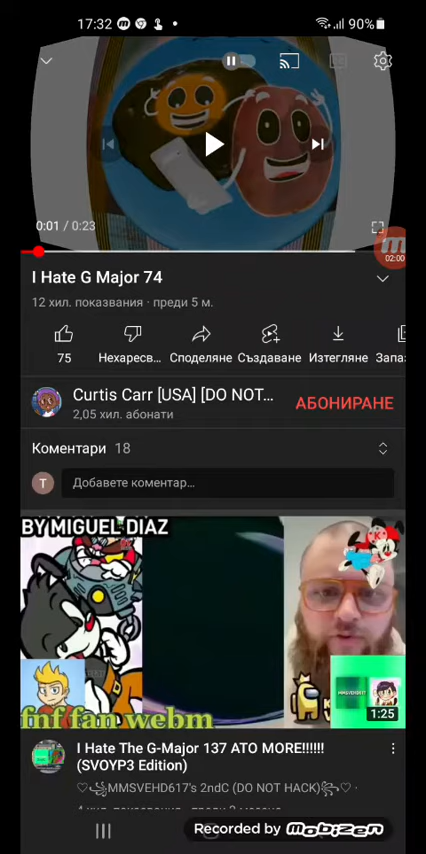 17:32
90%
0:01 / 0:23
02:00
I Hate G Major 74
12 хил. показвания · преди 5 м.
75
Нехаресв...
Споделяне
Създаване
Изтегляне
Запаз
Curtis Carr [USA] [DO NOT...
2,05 хил. абонати
АБОНИРАНЕ
Коментари 18
T
Добавете коментар...
BY MIGUEL DIAZ
fnf fan webm
1:25
I Hate The G-Major 137 ATO MORE!!!!!!
(SVOYP3 Edition)
♡꧁MMSVEHD617's 2ndC (DO NOT HACK)꧂♡ ·
Recorded by mobizen